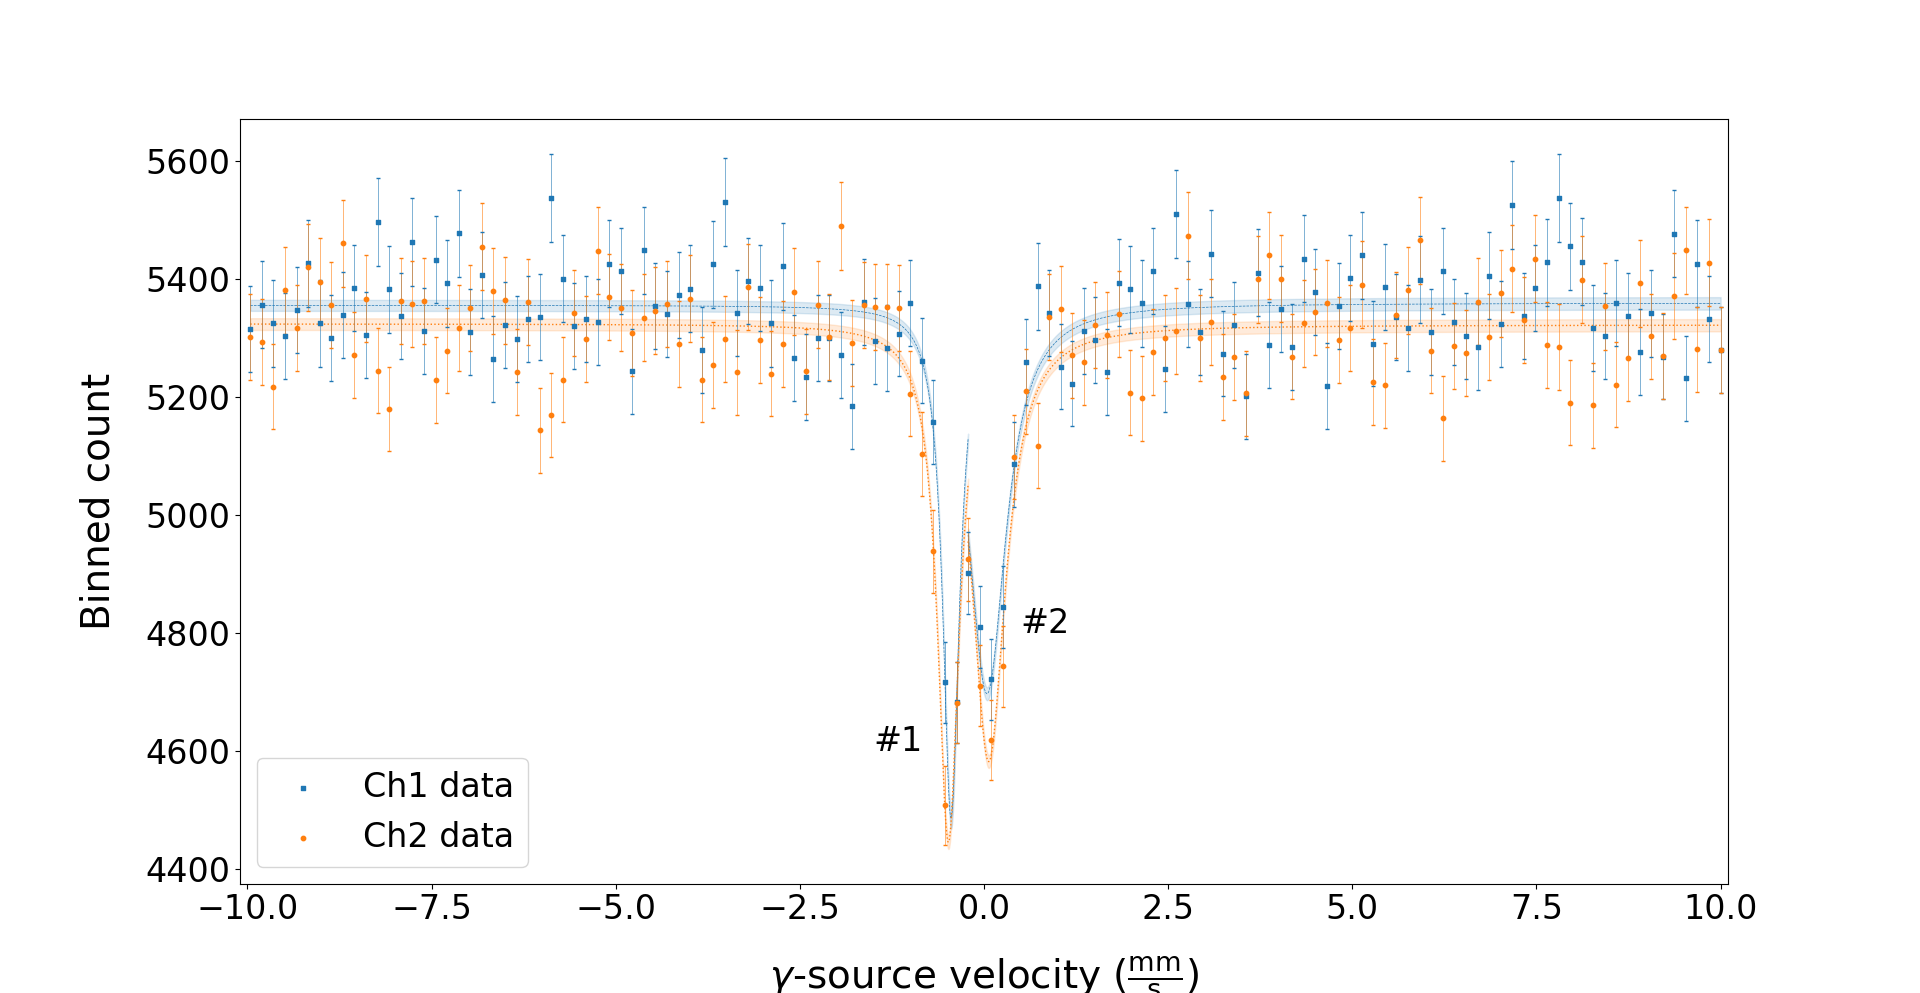 5600
5400
5200
5000
4800
4600
4400
Binned count
#1
#2
Ch1 data
Ch2 data
−10.0 −7.5 −5.0 −2.5 0.0 2.5 5.0 7.5 10.0
γ-source velocity (mm/s)